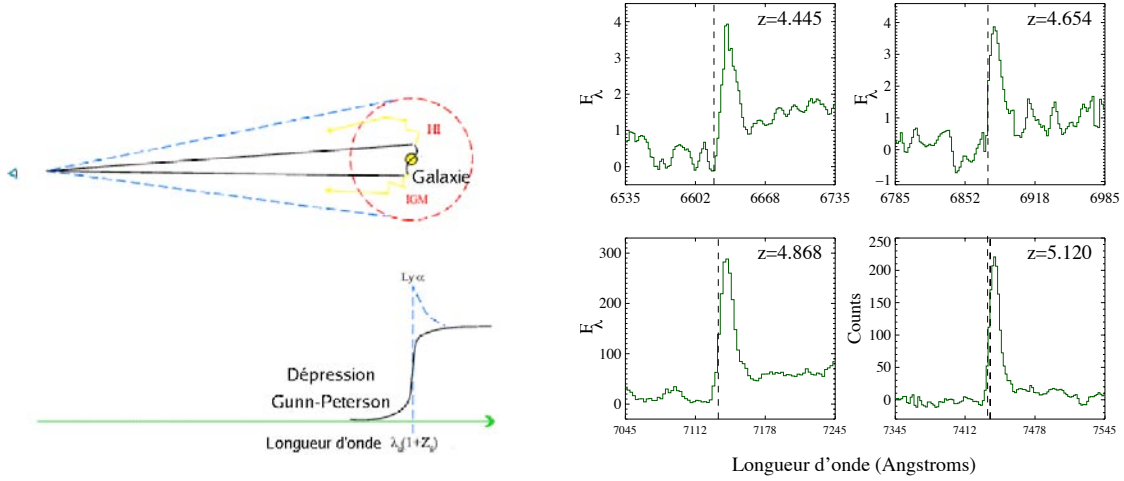 HI
Galaxie
IGM
Ly α
Dépression
Gunn-Peterson
Longueur d'onde
z=4.445
Fλ
4
3
2
1
0
6535 6602 6668 6735
z=4.654
Fλ
4
3
2
1
0
−1
6785 6852 6918 6985
z=4.868
Fλ
300
200
100
0
7045 7112 7178 7245
z=5.120
Counts
250
200
150
100
50
0
7345 7412 7478 7545
Longueur d'onde (Angstroms)